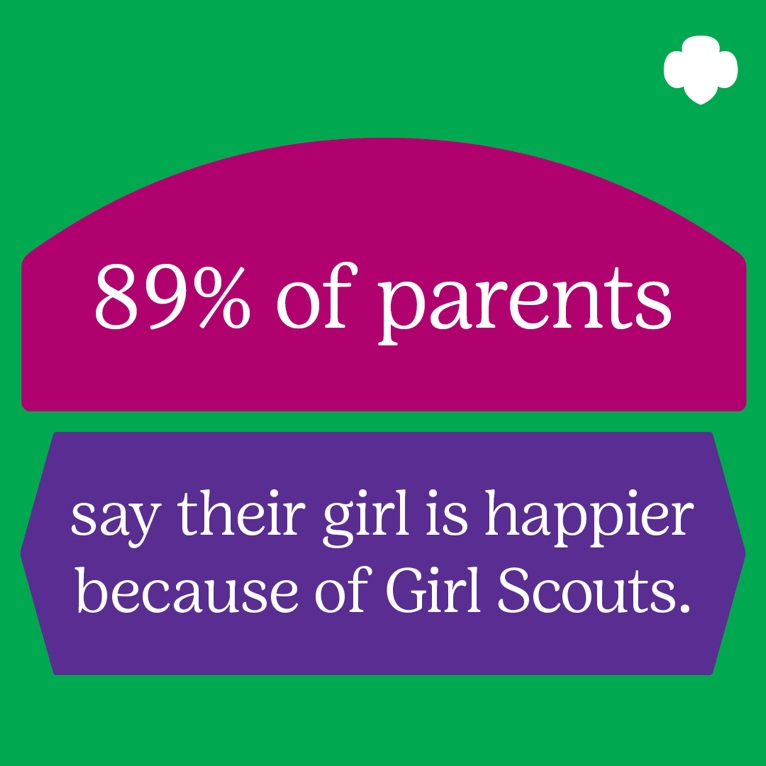 89% of parents
say their girl is happier
because of Girl Scouts.